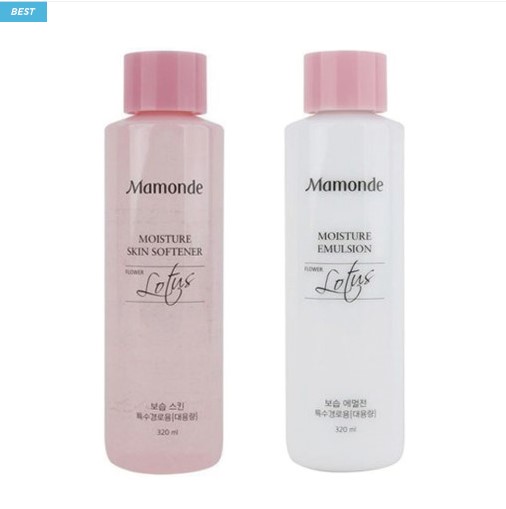 BEST
Mamonde
MOISTURE
SKIN SOFTENER
FLOWER
Lotus
보습 스킨
특수경로용[대용량]
320 ml
Mamonde
MOISTURE
EMULSION
FLOWER
Lotus
보습 에멀전
특수경로용[대용량]
320 ml